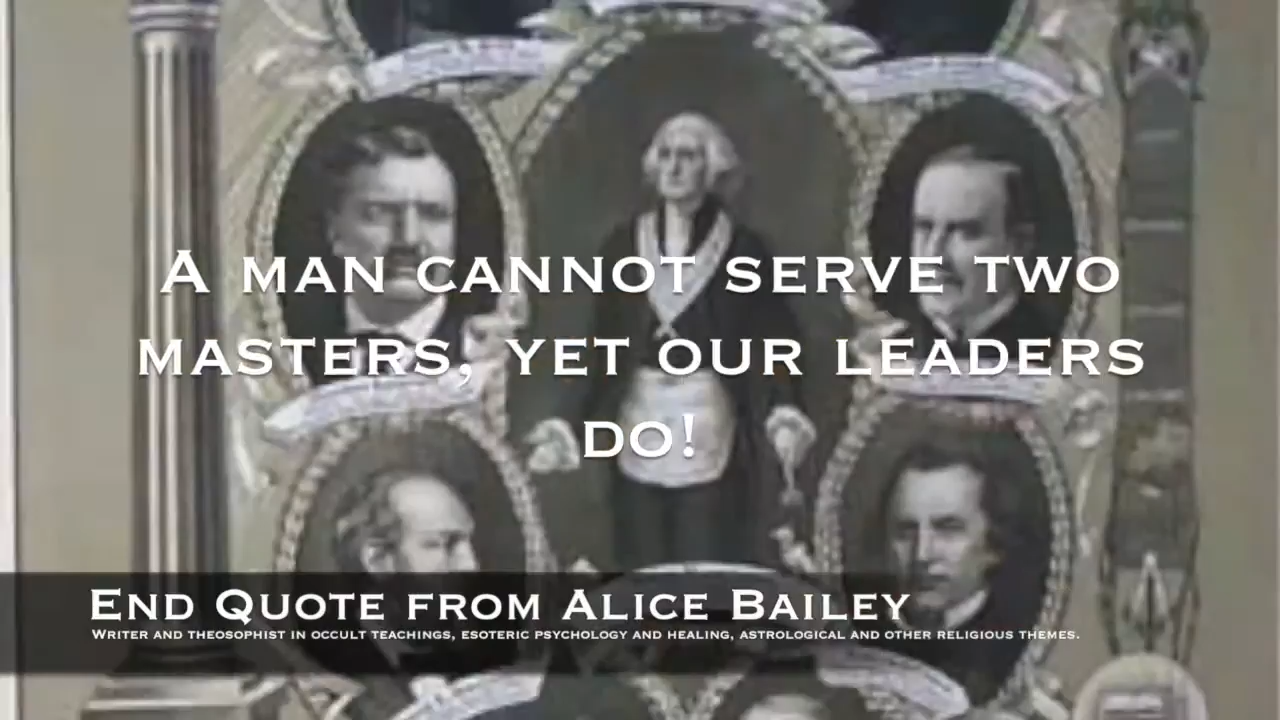 A MAN CANNOT SERVE TWO
MASTERS, YET OUR LEADERS
DO!
END QUOTE FROM ALICE BAILEY
WRITER AND THEOSOPHIST IN OCCULT TEACHINGS, ESOTERIC PSYCHOLOGY AND HEALING, ASTROLOGICAL AND OTHER RELIGIOUS THEMES.